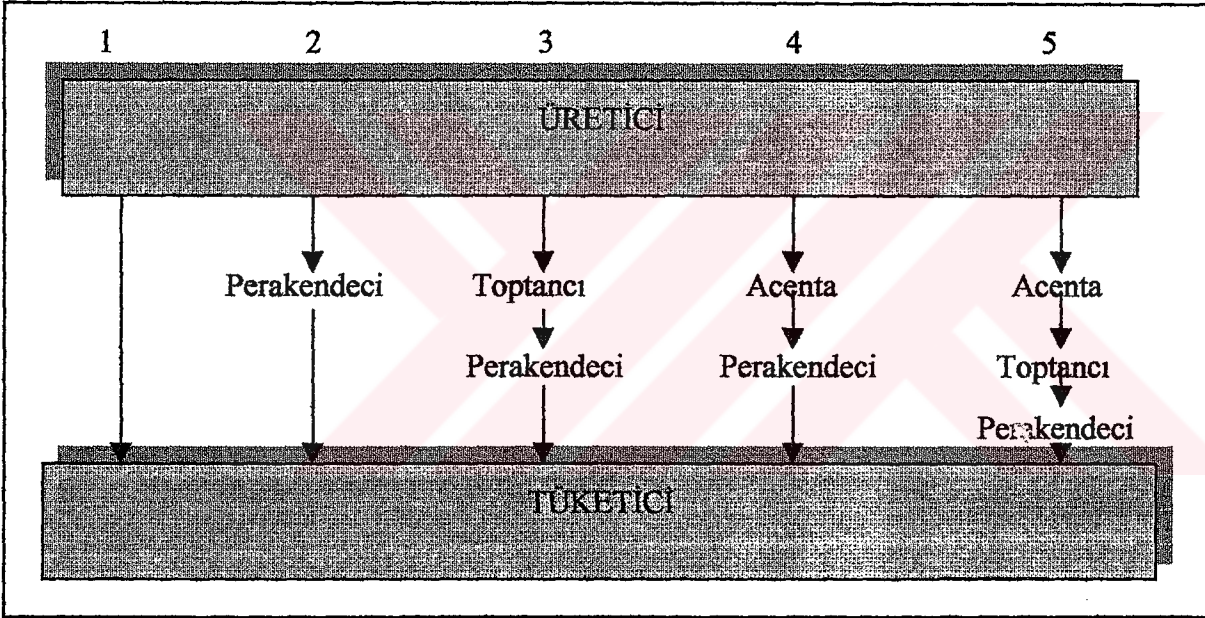 1 2 3 4 5
ÜRETİCİ
Perakendeci Toptancı Acenta Acenta
Perakendeci Perakendeci Toptancı
Perakendeci
TÜKETİCİ